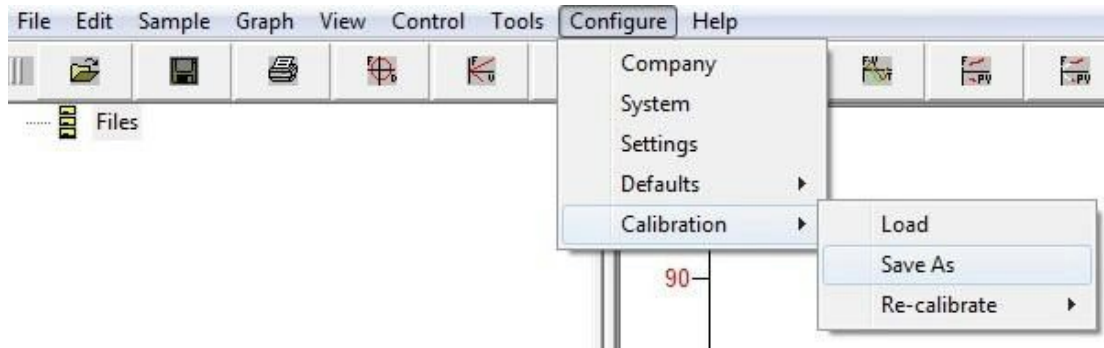 File Edit Sample Graph View Control Tools Configure Help
Company
System
Settings
Defaults
Calibration
Load
Save As
Re-calibrate
Files
90